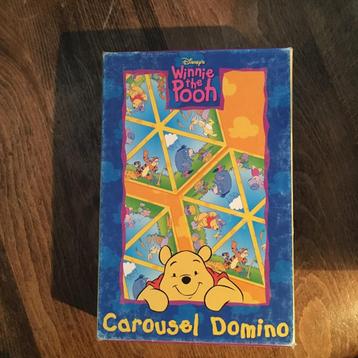 Disney's
Winnie
the
Pooh
Carousel Domino